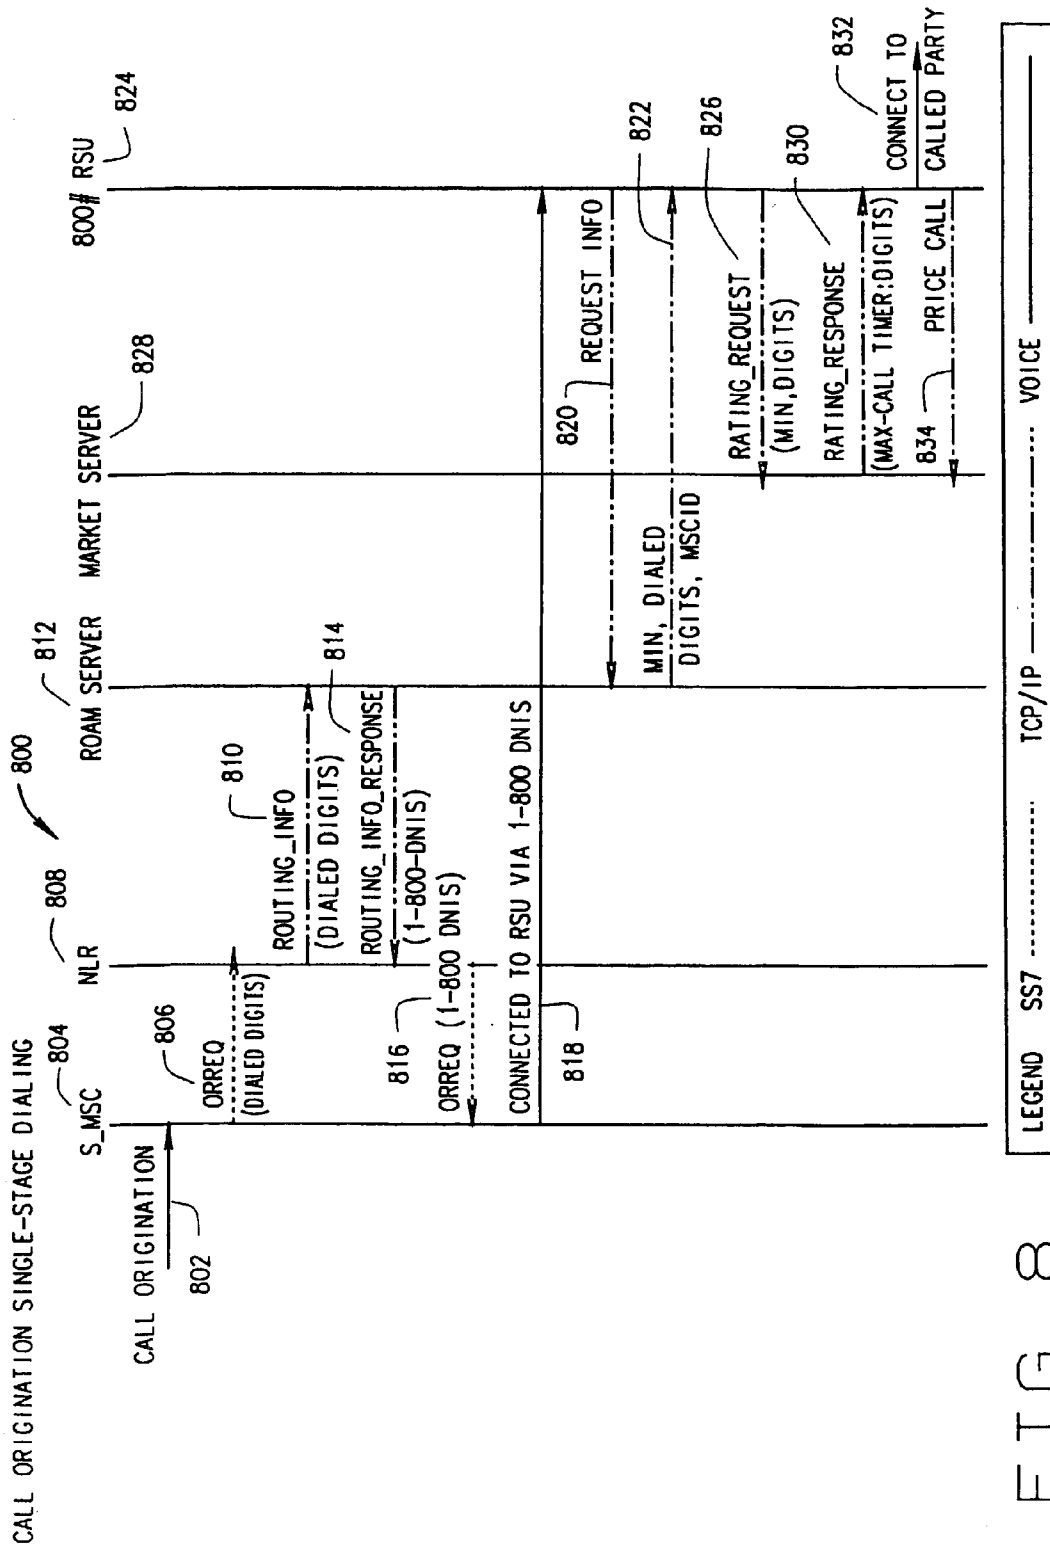 CALL ORIGINATION SINGLE-STAGE DIALING
800
S_MSC
804
NLR
808
ROAM SERVER
812
MARKET SERVER
828
800# RSU
824
CALL ORIGINATION
802
806
ORREQ
(DIALED DIGITS)
810
ROUTING_INFO
(DIALED DIGITS)
814
ROUTING_INFO_RESPONSE
(1-800-DNIS)
816
ORREQ (1-800 DNIS)
CONNECTED TO RSU VIA 1-800 DNIS
818
820
REQUEST INFO
822
MIN, DIALED
DIGITS, MSCID
826
RATING_REQUEST
(MIN,DIGITS)
830
RATING_RESPONSE
(MAX-CALL TIMER:DIGITS)
832
CONNECT TO
CALLED PARTY
834
PRICE CALL
LEGEND SS7 TCP/IP VOICE
FIG 8